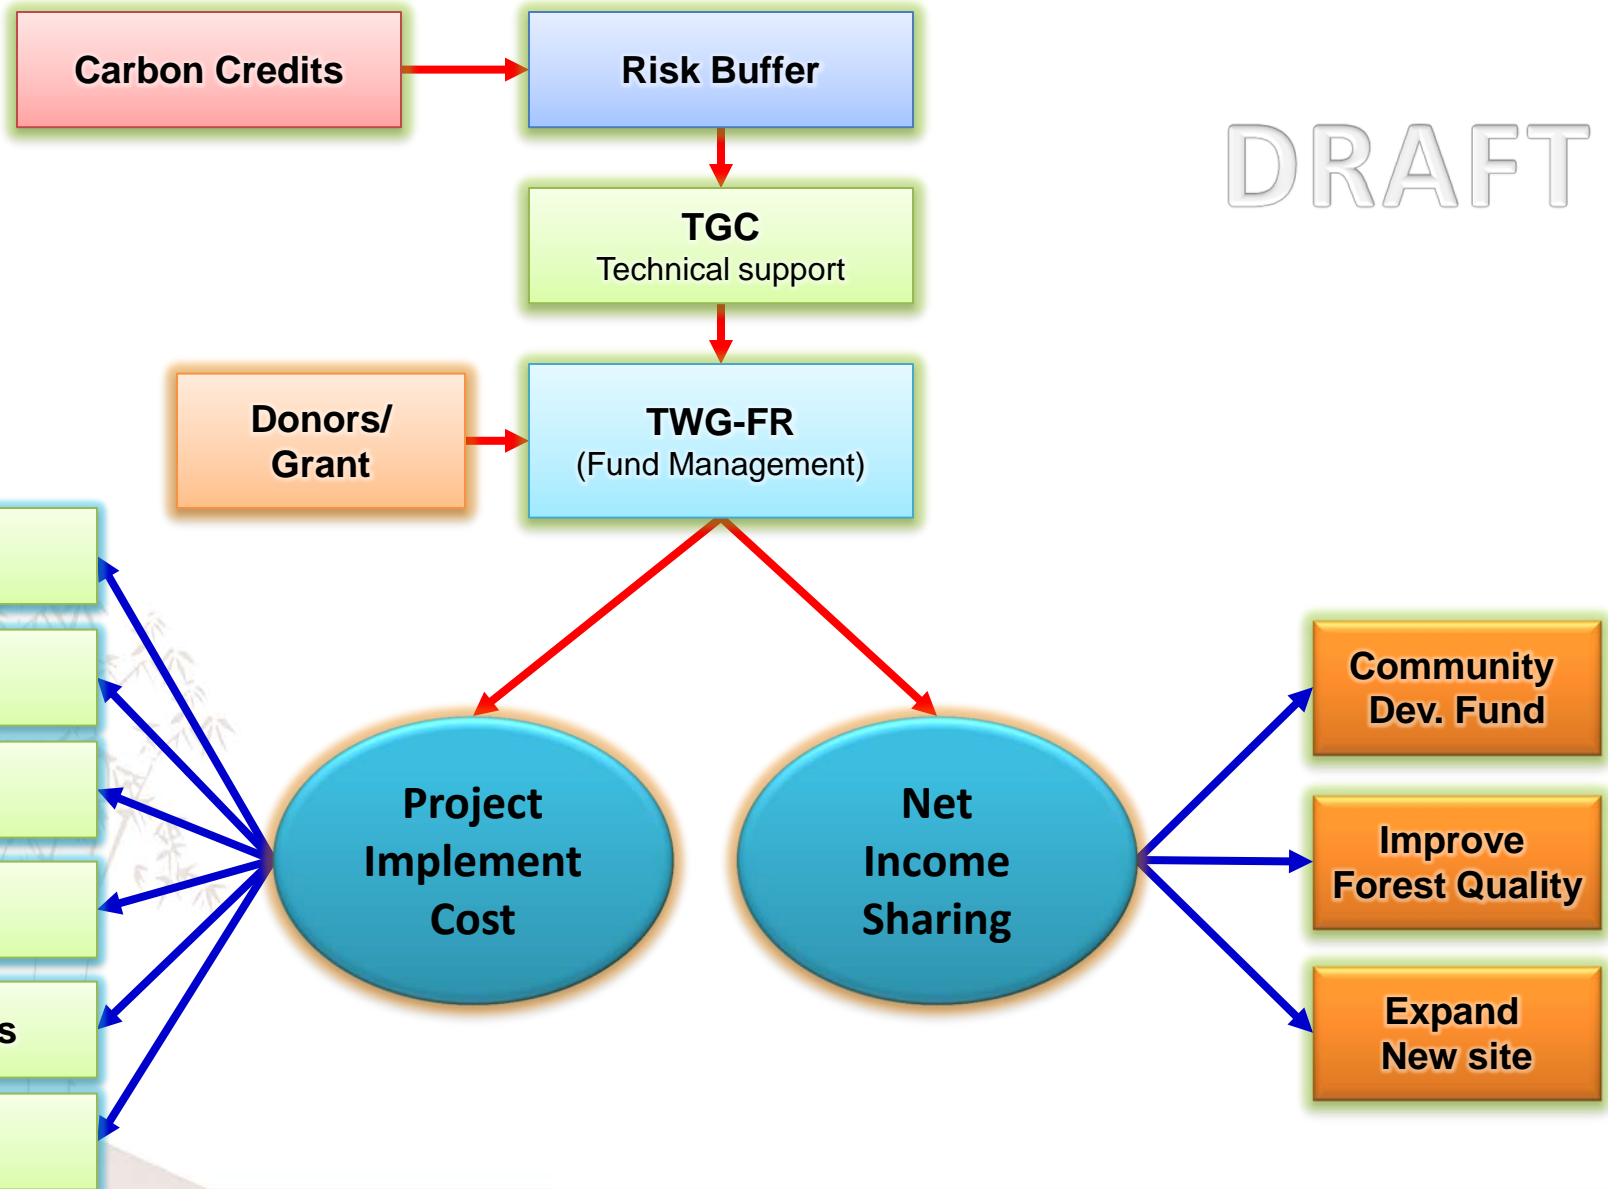 Carbon Credits
Risk Buffer
DRAFT
TGC
Technical support
Donors/
Grant
TWG-FR
(Fund Management)
Project
Implement
Cost
Net
Income
Sharing
Community
Dev. Fund
Improve
Forest Quality
Expand
New site